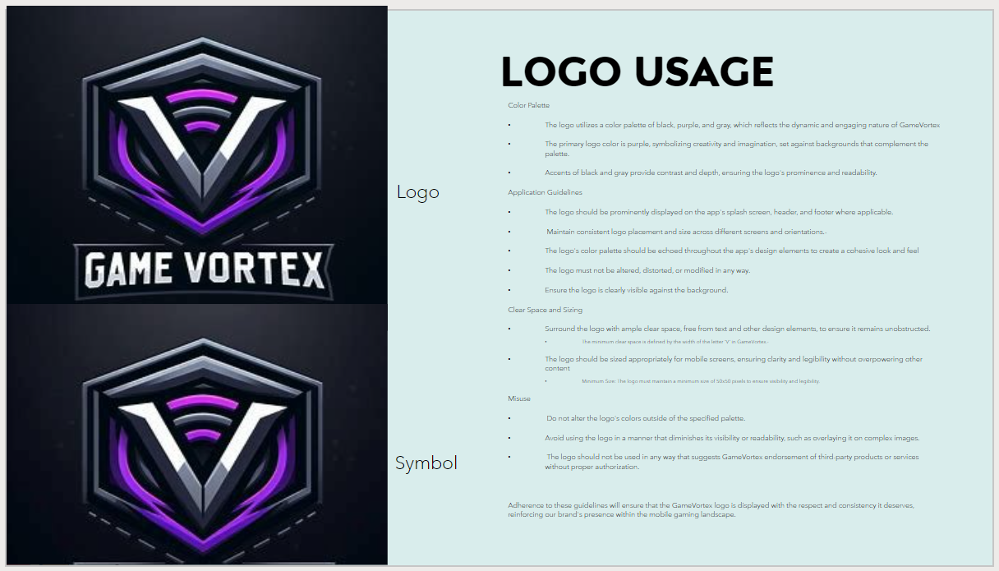 GAME VORTEX
Logo
Symbol
LOGO USAGE
Color Palette
• The logo utilizes a color palette of black, purple, and gray, which reflects the dynamic and engaging nature of GameVortex
• The primary logo color is purple, symbolizing creativity and imagination, set against backgrounds that complement the
palette.
• Accents of black and gray provide contrast and depth, ensuring the logo's prominence and readability.
Application Guidelines
• The logo should be prominently displayed on the app's splash screen, header, and footer where applicable.
• Maintain consistent logo placement and size across different screens and orientations.·
• The logo's color palette should be echoed throughout the app's design elements to create a cohesive look and feel
• The logo must not be altered, distorted, or modified in any way.
• Ensure the logo is clearly visible against the background.
Clear Space and Sizing
• Surround the logo with ample clear space, free from text and other design elements, to ensure it remains unobstructed.
• The minimum clear space is defined by the width of the letter 'V' in GameVortex·
• The logo should be sized appropriately for mobile screens, ensuring clarity and legibility without overpowering other
content
• Minimum Size: The logo must maintain a minimum size of 50x50 pixels to ensure visibility and legibility.
Misuse
• Do not alter the logo's colors outside of the specified palette.
• Avoid using the logo in a manner that diminishes its visibility or readability, such as overlaying it on complex images.
• The logo should not be used in any way that suggests GameVortex endorsement of third-party products or services
without proper authorization.
Adherence to these guidelines will ensure that the GameVortex logo is displayed with the respect and consistency it deserves,
reinforcing our brand's presence within the mobile gaming landscape.